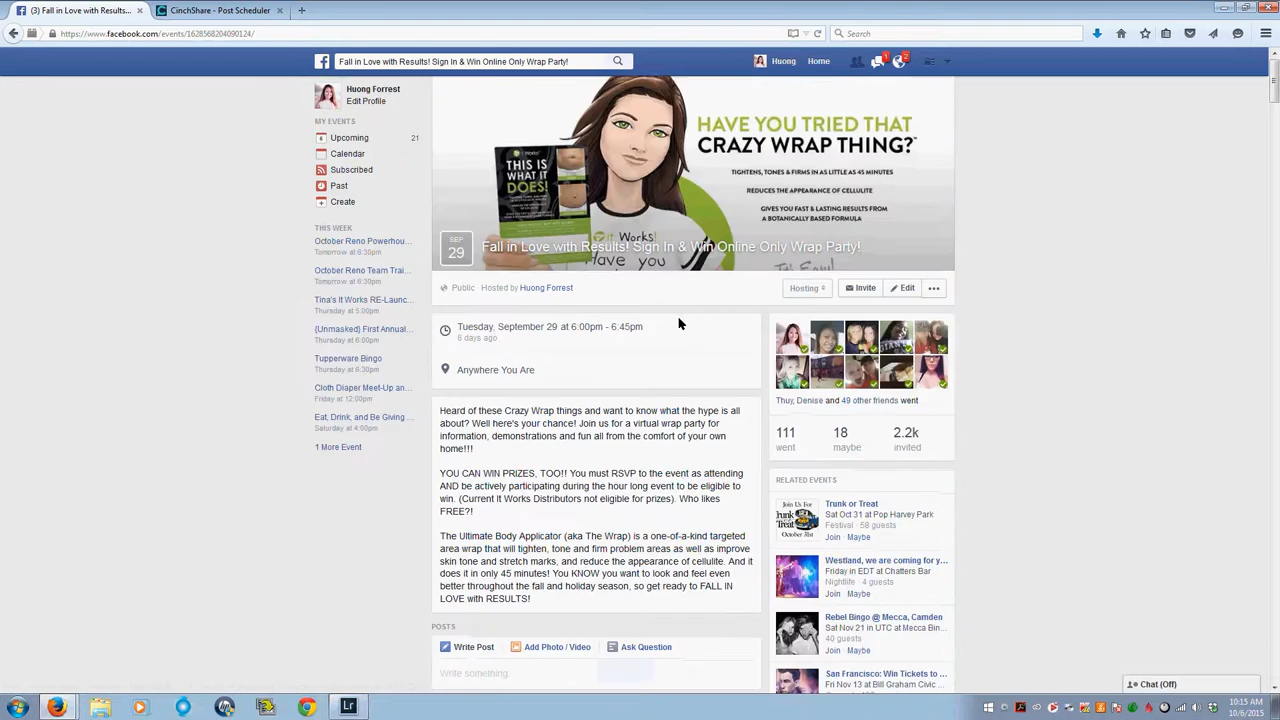 (3) Fall in Love with Results...
CinchShare - Post Scheduler
https://www.facebook.com/events/1628568204090124/
Search
Fall in Love with Results! Sign In & Win Online Only Wrap Party!
Huong
Home
1
2
Huong Forrest
Edit Profile
MY EVENTS
Upcoming 21
Calendar
Subscribed
Past
Create
THIS WEEK
October Reno Powerhou...
Tomorrow at 6:30pm
October Reno Team Trai...
Tomorrow at 6:30pm
Tina's It Works RE-Launc...
Thursday at 5:00pm
{Unmasked} First Annual...
Thursday at 6:00pm
Tupperware Bingo
Thursday at 6:30pm
Cloth Diaper Meet-Up an...
Friday at 12:00pm
Eat, Drink, and Be Giving ...
Saturday at 4:00pm
1 More Event
HAVE YOU TRIED THAT
CRAZY WRAP THING?™
TIGHTENS, TONES & FIRMS IN AS LITTLE AS 45 MINUTES
REDUCES THE APPEARANCE OF CELLULITE
GIVES YOU FAST & LASTING RESULTS FROM
A BOTANICALLY BASED FORMULA
THIS IS
WHAT IT
DOES!
It Works!
Have you
SEP
29
Fall in Love with Results! Sign In & Win Online Only Wrap Party!
Public · Hosted by Huong Forrest
Hosting
Invite
Edit
Tuesday, September 29 at 6:00pm - 6:45pm
6 days ago
Anywhere You Are
Heard of these Crazy Wrap things and want to know what the hype is all
about? Well here's your chance! Join us for a virtual wrap party for
information, demonstrations and fun all from the comfort of your own
home!!!
YOU CAN WIN PRIZES, TOO!! You must RSVP to the event as attending
AND be actively participating during the hour long event to be eligible to
win. (Current It Works Distributors not eligible for prizes). Who likes
FREE?!
The Ultimate Body Applicator (aka The Wrap) is a one-of-a-kind targeted
area wrap that will tighten, tone and firm problem areas as well as improve
skin tone and stretch marks, and reduce the appearance of cellulite. And it
does it in only 45 minutes! You KNOW you want to look and feel even
better throughout the fall and holiday season, so get ready to FALL IN
LOVE with RESULTS!
POSTS
Write Post
Add Photo / Video
Ask Question
Write something...
Thuy, Denise and 49 other friends went
111
went
18
maybe
2.2k
invited
RELATED EVENTS
Trunk or Treat
Sat Oct 31 at Pop Harvey Park
Festival · 58 guests
Join · Maybe
Westland, we are coming for y...
Friday in EDT at Chatters Bar
Nightlife · 4 guests
Join · Maybe
Rebel Bingo @ Mecca, Camden
Sat Nov 21 in UTC at Mecca Bin...
40 guests
Join · Maybe
San Francisco: Win Tickets to ...
Fri Nov 13 at Bill Graham Civic ...
Chat (Off)
Lr
10:15 AM
10/6/2015